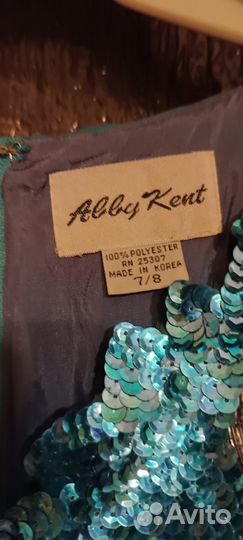 Abby Kent
100% POLYESTER
RN 25307
MADE IN KOREA
7/8
Avito